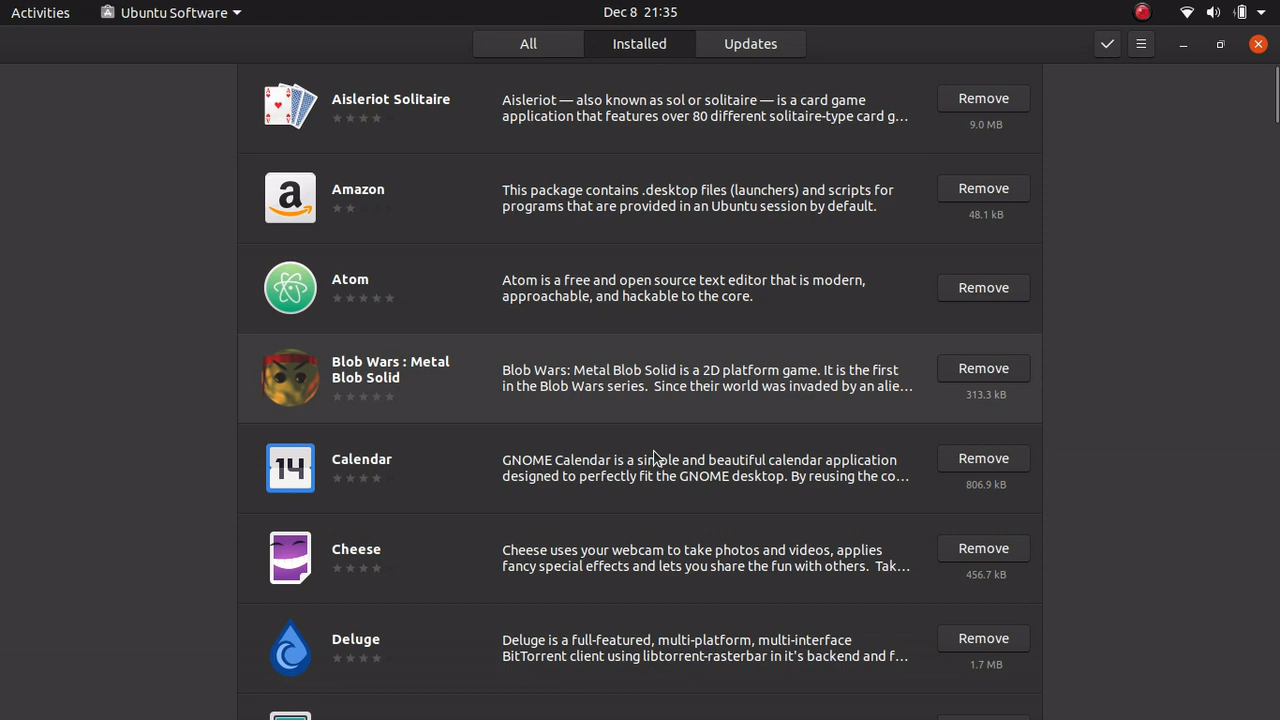 Activities
Ubuntu Software
Dec 8 21:35
All
Installed
Updates
Aisleriot Solitaire
Aisleriot — also known as sol or solitaire — is a card game
application that features over 80 different solitaire-type card g…
Remove
9.0 MB
Amazon
This package contains .desktop files (launchers) and scripts for
programs that are provided in an Ubuntu session by default.
Remove
48.1 kB
Atom
Atom is a free and open source text editor that is modern,
approachable, and hackable to the core.
Remove
Blob Wars : Metal
Blob Solid
Blob Wars: Metal Blob Solid is a 2D platform game. It is the first
in the Blob Wars series.  Since their world was invaded by an alie…
Remove
313.3 kB
14
Calendar
GNOME Calendar is a simple and beautiful calendar application
designed to perfectly fit the GNOME desktop. By reusing the co…
Remove
806.9 kB
Cheese
Cheese uses your webcam to take photos and videos, applies
fancy special effects and lets you share the fun with others.  Tak…
Remove
456.7 kB
Deluge
Deluge is a full-featured, multi-platform, multi-interface
BitTorrent client using libtorrent-rasterbar in it's backend and f…
Remove
1.7 MB